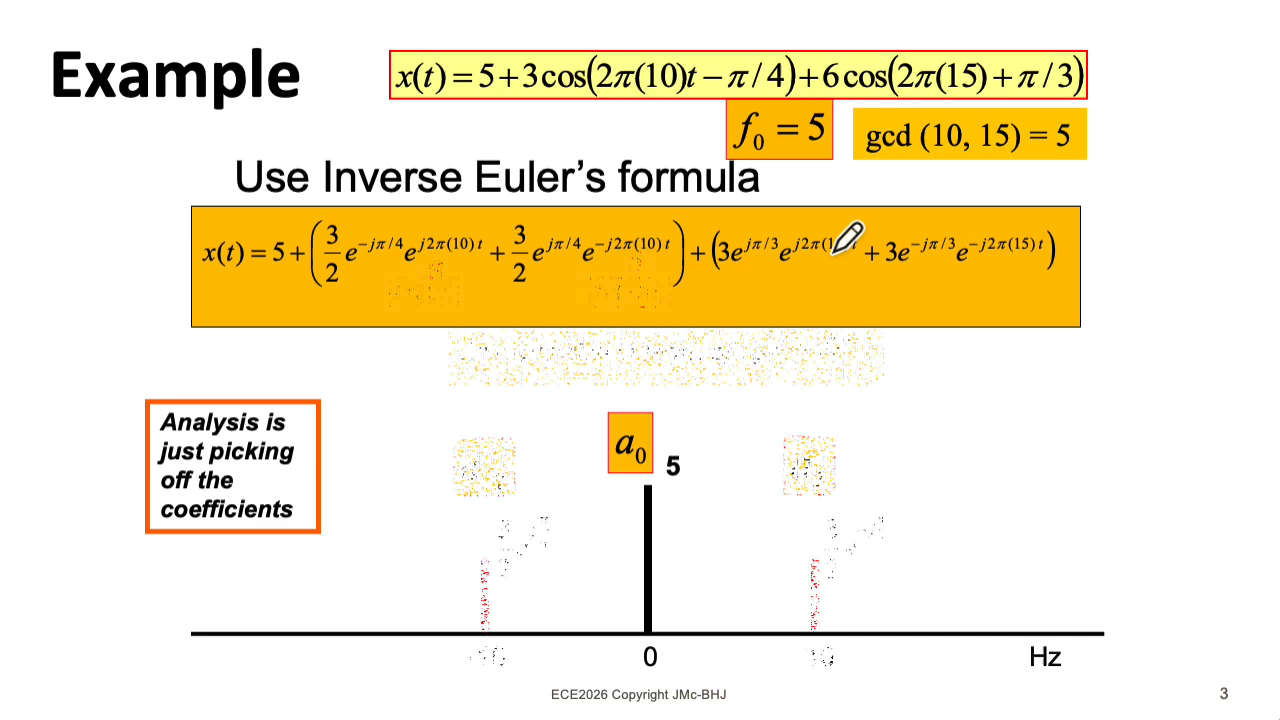 Example
x(t) = 5+3cos(2π(10)t−π/4)+6cos(2π(15)+π/3)
f₀ = 5
gcd (10, 15) = 5
Use Inverse Euler’s formula
x(t) = 5+(3/2 e^{−jπ/4}e^{j2π(10)t} + 3/2 e^{jπ/4}e^{−j2π(10)t})+(3e^{jπ/3}e^{j2π(1 t + 3e^{−jπ/3}e^{−j2π(15)t})
Analysis is
just picking
off the
coefficients
a₀
5
0
Hz
ECE2026 Copyright JMc-BHJ
3